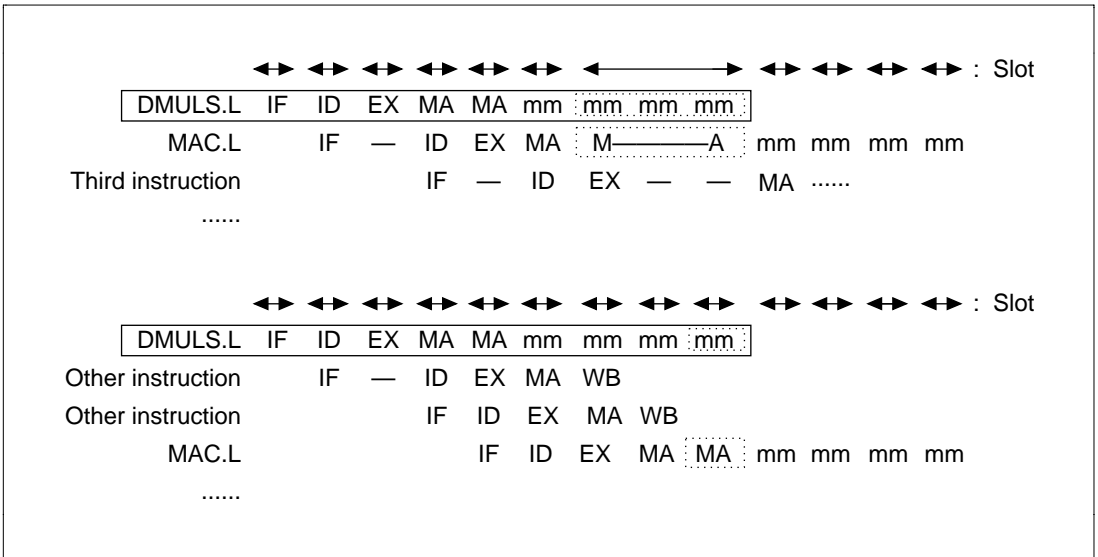 : Slot
DMULS.L IF ID EX MA MA mm mm mm mm
MAC.L IF — ID EX MA M————A mm mm mm mm
Third instruction IF — ID EX — — MA ......
......
: Slot
DMULS.L IF ID EX MA MA mm mm mm mm
Other instruction IF — ID EX MA WB
Other instruction IF ID EX MA WB
MAC.L IF ID EX MA MA mm mm mm mm
......